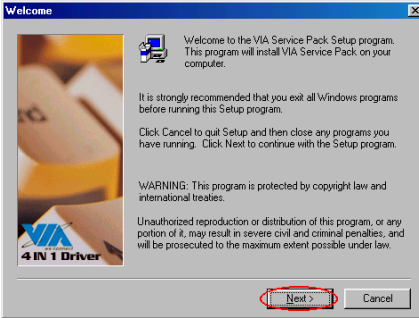 Welcome
Welcome to the VIA Service Pack Setup program.
This program will install VIA Service Pack on your
computer.
It is strongly recommended that you exit all Windows programs
before running this Setup program.
Click Cancel to quit Setup and then close any programs you
have running. Click Next to continue with the Setup program.
WARNING: This program is protected by copyright law and
international treaties.
Unauthorized reproduction or distribution of this program, or any
portion of it, may result in severe civil and criminal penalties, and
will be prosecuted to the maximum extent possible under law.
VIA
4 IN 1 Driver
Next >
Cancel